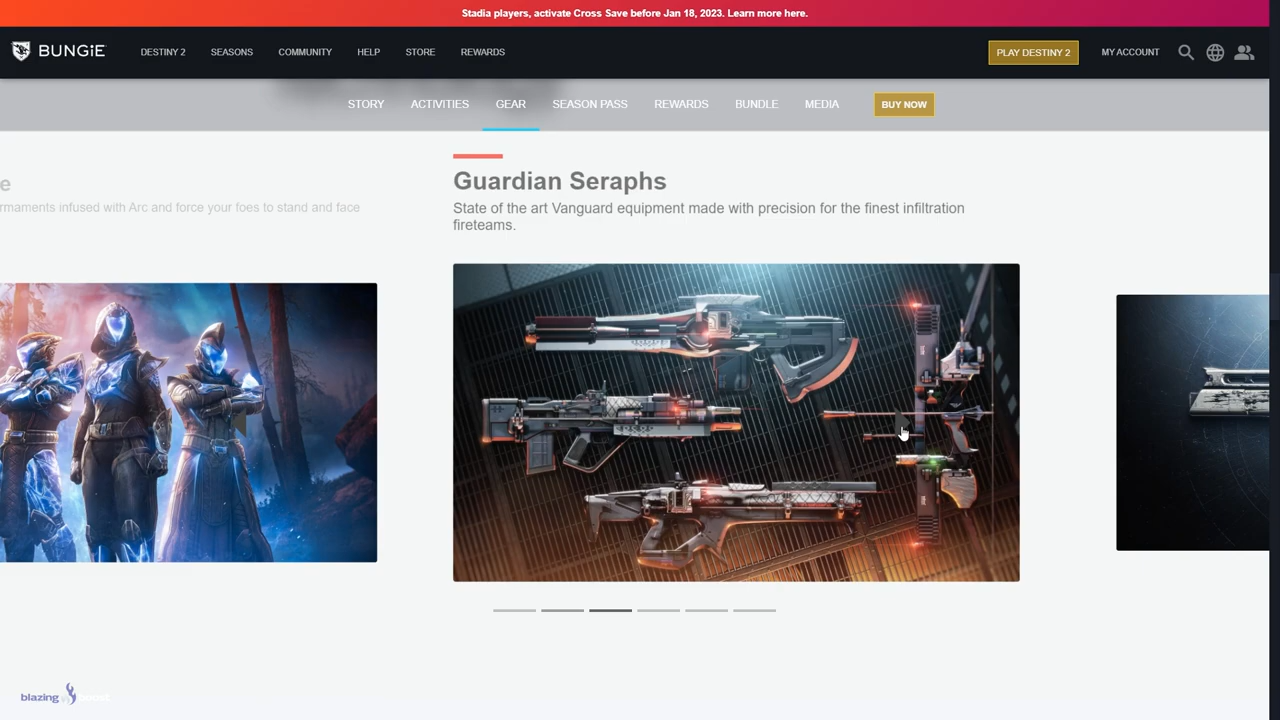 Stadia players, activate Cross Save before Jan 18, 2023. Learn more here.
BUNGiE
DESTINY 2 SEASONS COMMUNITY HELP STORE REWARDS PLAY DESTINY 2 MY ACCOUNT
STORY ACTIVITIES GEAR SEASON PASS REWARDS BUNDLE MEDIA BUY NOW
e
Guardian Seraphs
rmaments infused with Arc and force your foes to stand and face
State of the art Vanguard equipment made with precision for the finest infiltration
fireteams.
blazing boost